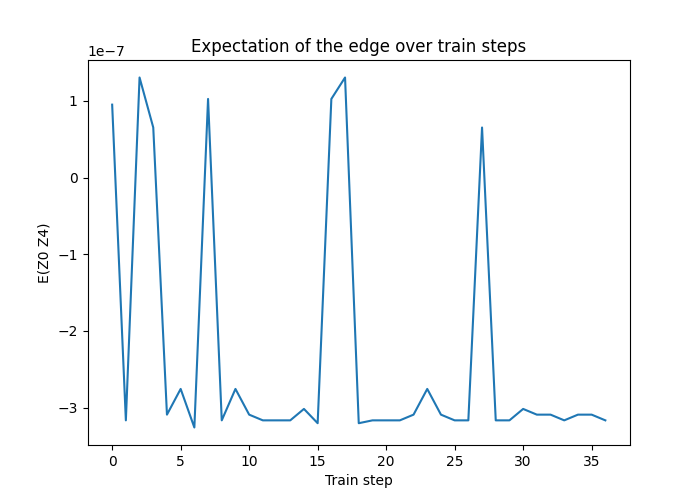 Expectation of the edge over train steps
1e−7
1
0
−1
−2
−3
E(Z0 Z4)
0 5 10 15 20 25 30 35
Train step